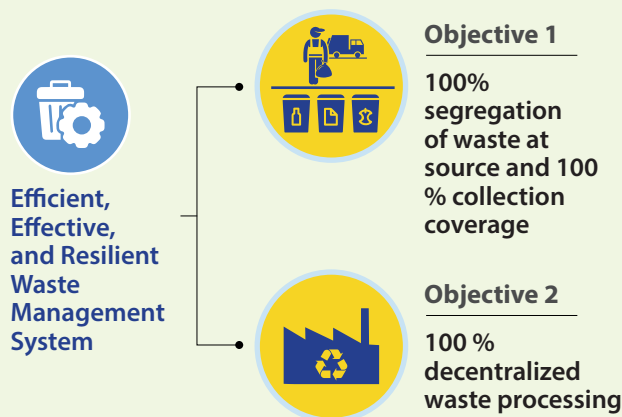 Efficient,
Effective,
and Resilient
Waste
Management
System
Objective 1
100%
segregation
of waste at
source and 100
% collection
coverage
Objective 2
100 %
decentralized
waste processing